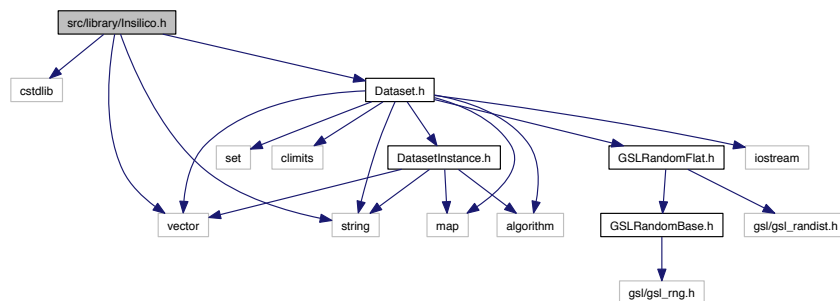 src/library/Insilico.h
cstdlib
Dataset.h
set
climits
DatasetInstance.h
GSLRandomFlat.h
iostream
vector
string
map
algorithm
GSLRandomBase.h
gsl/gsl_randist.h
gsl/gsl_rng.h